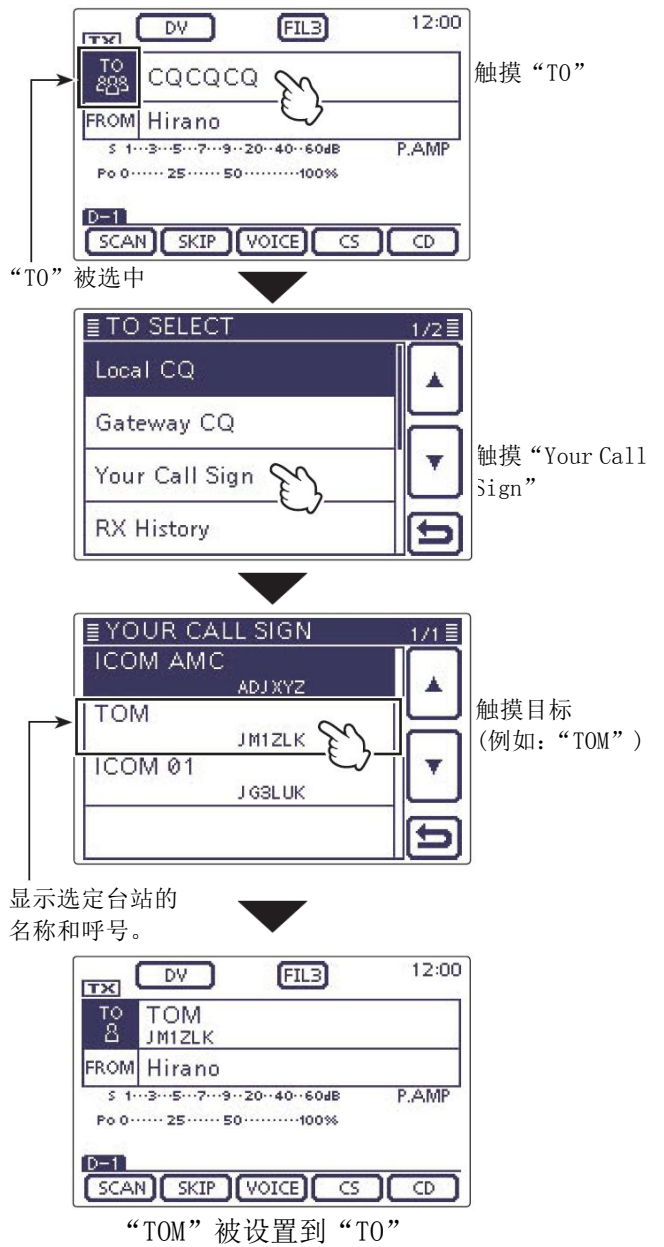 DV FIL3 12:00
TX
TO CQCQCQ 触摸“TO”
FROM Hirano
S 1···3···5···7···9··20··40··60dB P.AMP
Po 0······25······50·········100%
D-1
SCAN SKIP VOICE CS CD
“TO”被选中
TO SELECT 1/2
Local CQ
Gateway CQ
Your Call Sign 触摸“Your Call
Sign”
RX History
YOUR CALL SIGN 1/1
ICOM AMC
ADJXYZ
TOM 触摸目标
JM1ZLK (例如：“TOM”)
ICOM 01
JG3LUK
显示选定台站的
名称和呼号。
DV FIL3 12:00
TX
TO TOM
JM1ZLK
FROM Hirano
S 1···3···5···7···9··20··40··60dB P.AMP
Po 0······25······50·········100%
D-1
SCAN SKIP VOICE CS CD
“TOM”被设置到“TO”